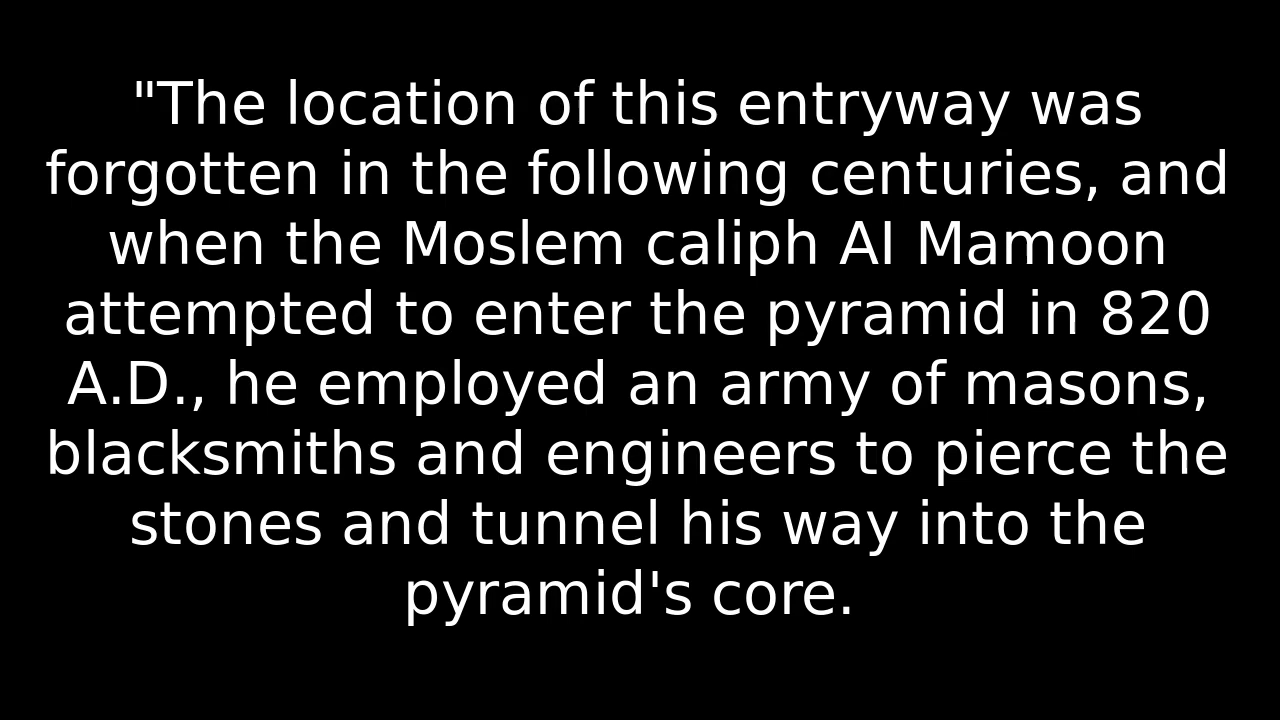 "The location of this entryway was
forgotten in the following centuries, and
when the Moslem caliph AI Mamoon
attempted to enter the pyramid in 820
A.D., he employed an army of masons,
blacksmiths and engineers to pierce the
stones and tunnel his way into the
pyramid's core.